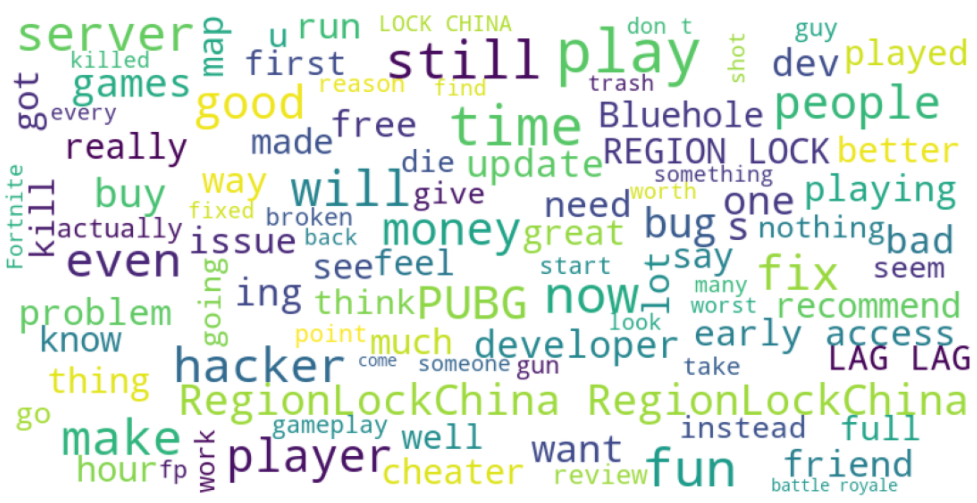 server
map
u
run
LOCK CHINA
still
play
don t
shot
guy
dev
played
killed
games
first
reason
find
trash
got
every
good
free
time
Bluehole
people
really
made
die
update
REGION LOCK
better
something
Fortnite
kill
buy
way
will
give
need
worth
one
playing
fixed
actually
issue
broken
back
money
great
bug
s
nothing
bad
even
see
feel
start
lot
say
fix
seem
going
ing
think
PUBG
now
many
worst
recommend
problem
know
point
much
look
developer
early access
hacker
come
someone
gun
take
LAG LAG
thing
RegionLockChina RegionLockChina
go
make
work
gameplay
well
want
instead
full
hour
fp
player
cheater
review
fun
friend
battle royale